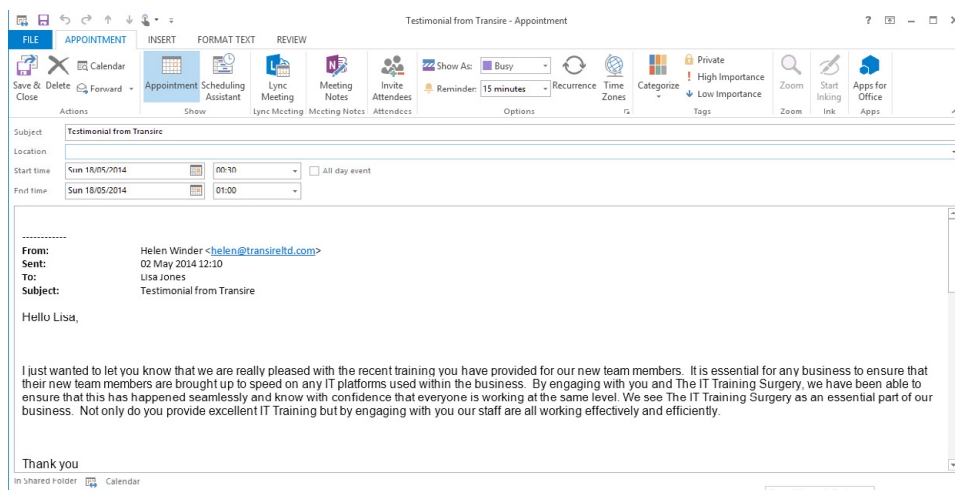 Testimonial from Transire - Appointment
FILE APPOINTMENT INSERT FORMAT TEXT REVIEW
Save & Close
Delete
Calendar
Forward
Actions
Appointment
Scheduling Assistant
Show
Lync Meeting
Lync Meeting
Meeting Notes
Meeting Notes
Invite Attendees
Attendees
Show As: Busy
Reminder: 15 minutes
Recurrence
Time Zones
Options
Categorize
Private
High Importance
Low Importance
Tags
Zoom
Zoom
Start Inking
Ink
Apps for Office
Apps
Subject Testimonial from Transire
Location
Start time Sun 18/05/2014 00:30 All day event
End time Sun 18/05/2014 01:00
------------
From: Helen Winder <helen@transireltd.com>
Sent: 02 May 2014 12:10
To: Lisa Jones
Subject: Testimonial from Transire
Hello Lisa,
I just wanted to let you know that we are really pleased with the recent training you have provided for our new team members. It is essential for any business to ensure that
their new team members are brought up to speed on any IT platforms used within the business. By engaging with you and The IT Training Surgery, we have been able to
ensure that this has happened seamlessly and know with confidence that everyone is working at the same level. We see The IT Training Surgery as an essential part of our
business. Not only do you provide excellent IT Training but by engaging with you our staff are all working effectively and efficiently.
Thank you
In Shared Folder Calendar